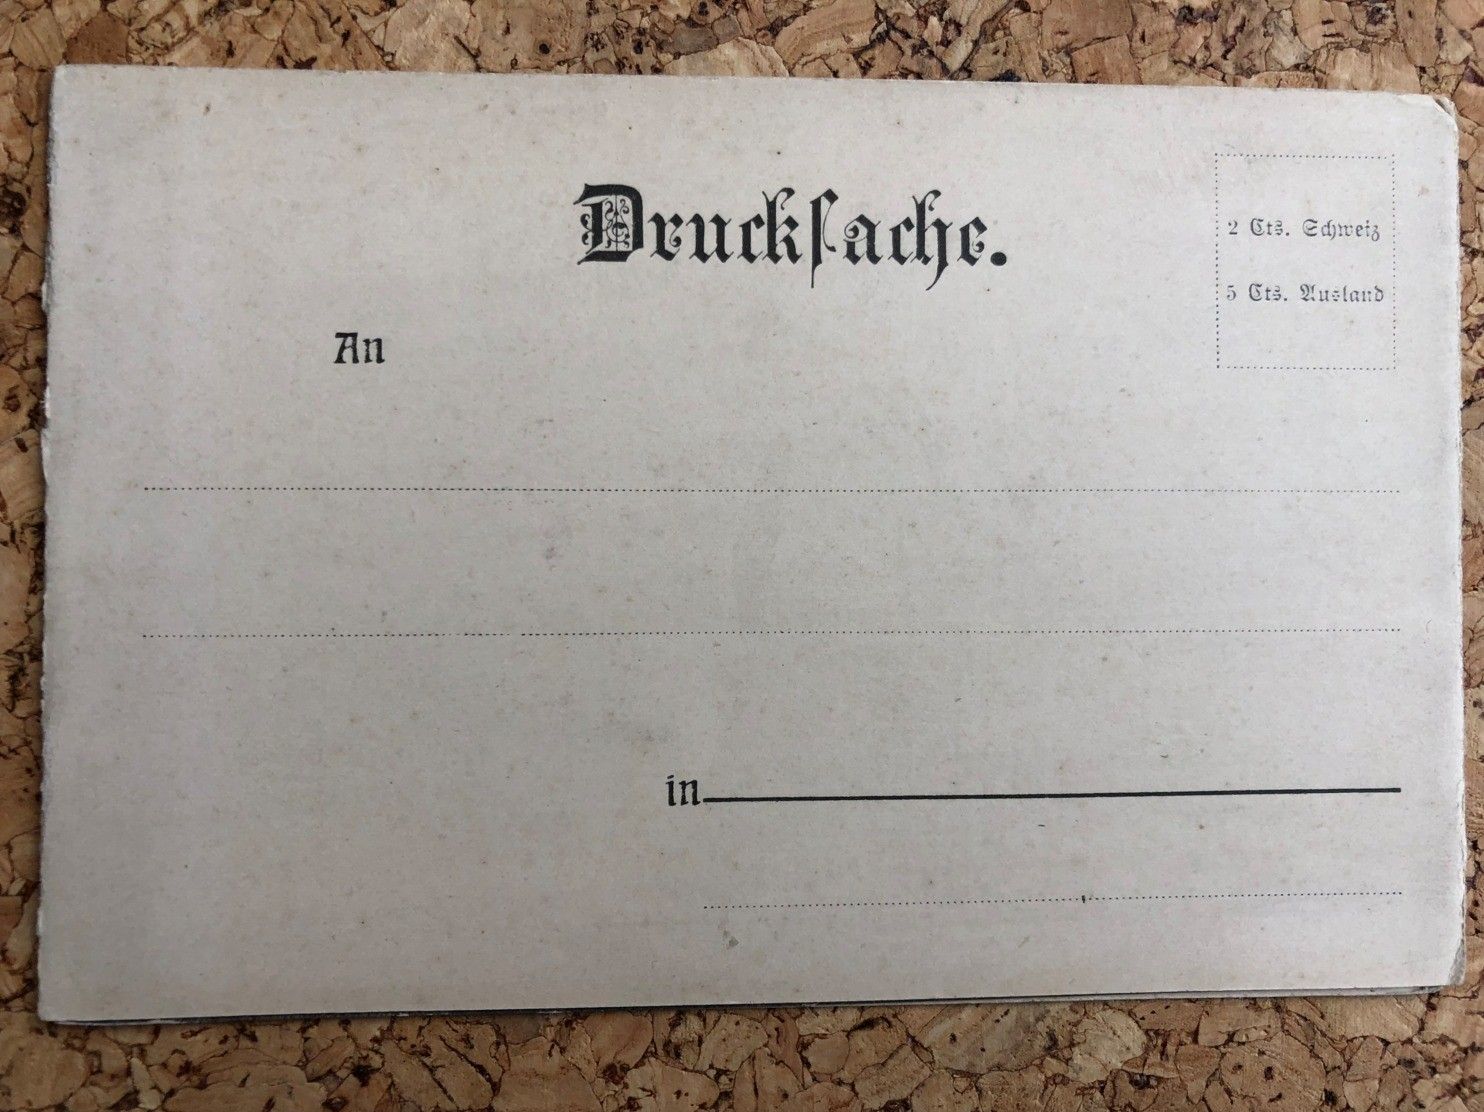 Druckſache.
2 Cts. Schweiz
5 Cts. Ausland
An
in